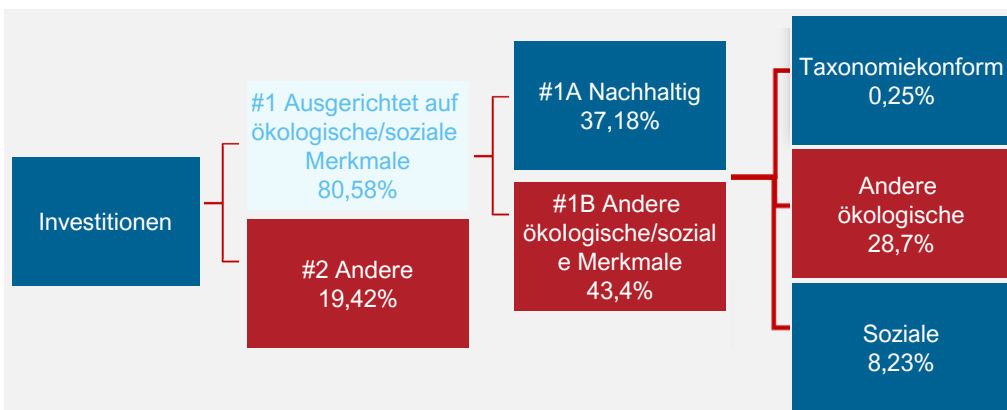 Investitionen
#1 Ausgerichtet auf
ökologische/soziale
Merkmale
80,58%
#2 Andere
19,42%
#1A Nachhaltig
37,18%
#1B Andere
ökologische/sozial
e Merkmale
43,4%
Taxonomiekonform
0,25%
Andere
ökologische
28,7%
Soziale
8,23%